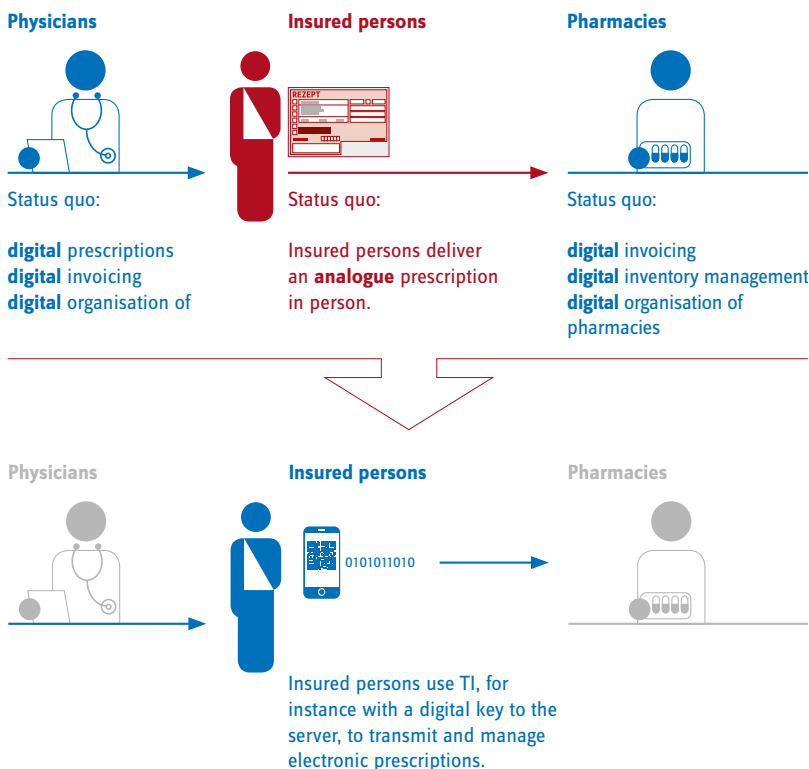 Physicians
Insured persons
Pharmacies
REZEPT
Status quo:
digital prescriptions
digital invoicing
digital organisation of
Status quo:
Insured persons deliver
an analogue prescription
in person.
Status quo:
digital invoicing
digital inventory management
digital organisation of
pharmacies
Physicians
Insured persons
Pharmacies
0101011010
Insured persons use TI, for
instance with a digital key to the
server, to transmit and manage
electronic prescriptions.